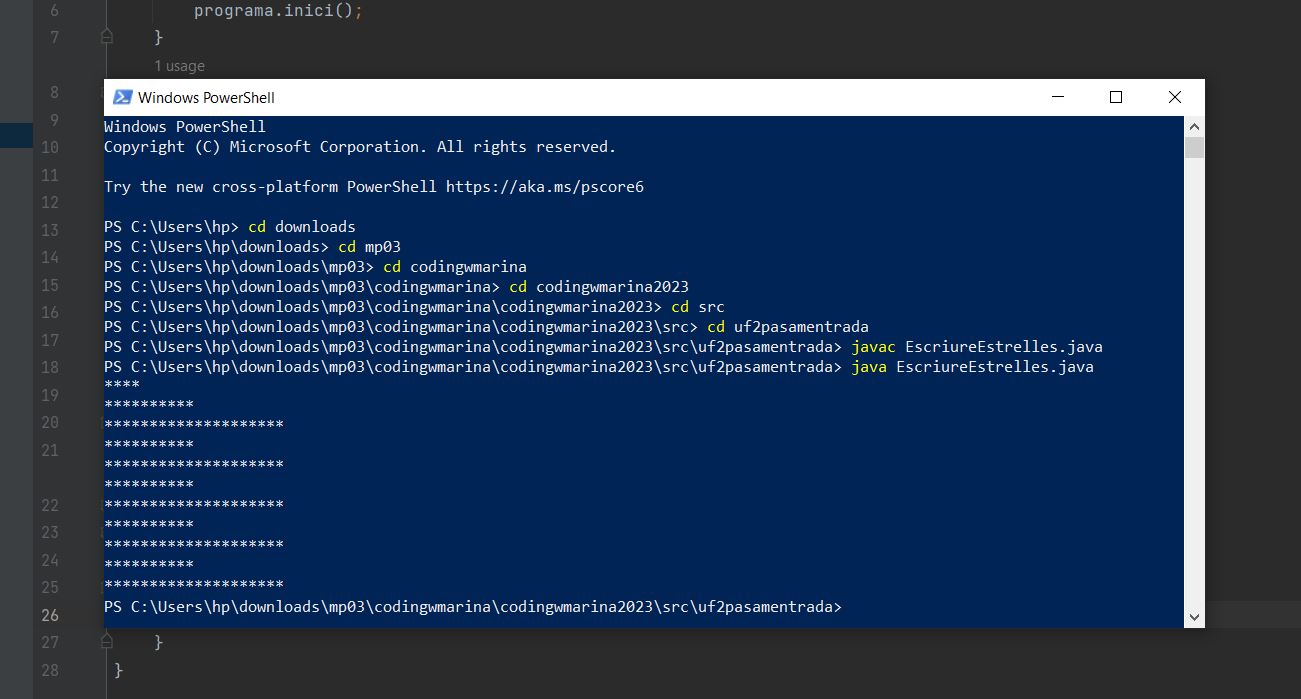 6 programa.inici();
7 }
1 usage
8
Windows PowerShell
9
10
11
12
13
14
15
16
17
18
19
20
21
22
23
24
25
26
Windows PowerShell
Copyright (C) Microsoft Corporation. All rights reserved.
Try the new cross-platform PowerShell https://aka.ms/pscore6
PS C:\Users\hp> cd downloads
PS C:\Users\hp\downloads> cd mp03
PS C:\Users\hp\downloads\mp03> cd codingwmarina
PS C:\Users\hp\downloads\mp03\codingwmarina> cd codingwmarina2023
PS C:\Users\hp\downloads\mp03\codingwmarina\codingwmarina2023> cd src
PS C:\Users\hp\downloads\mp03\codingwmarina\codingwmarina2023\src> cd uf2pasamentrada
PS C:\Users\hp\downloads\mp03\codingwmarina\codingwmarina2023\src\uf2pasamentrada> javac EscriureEstrelles.java
PS C:\Users\hp\downloads\mp03\codingwmarina\codingwmarina2023\src\uf2pasamentrada> java EscriureEstrelles.java
****
**********
********************
**********
********************
**********
********************
**********
********************
**********
********************
PS C:\Users\hp\downloads\mp03\codingwmarina\codingwmarina2023\src\uf2pasamentrada>
27 }
28 }